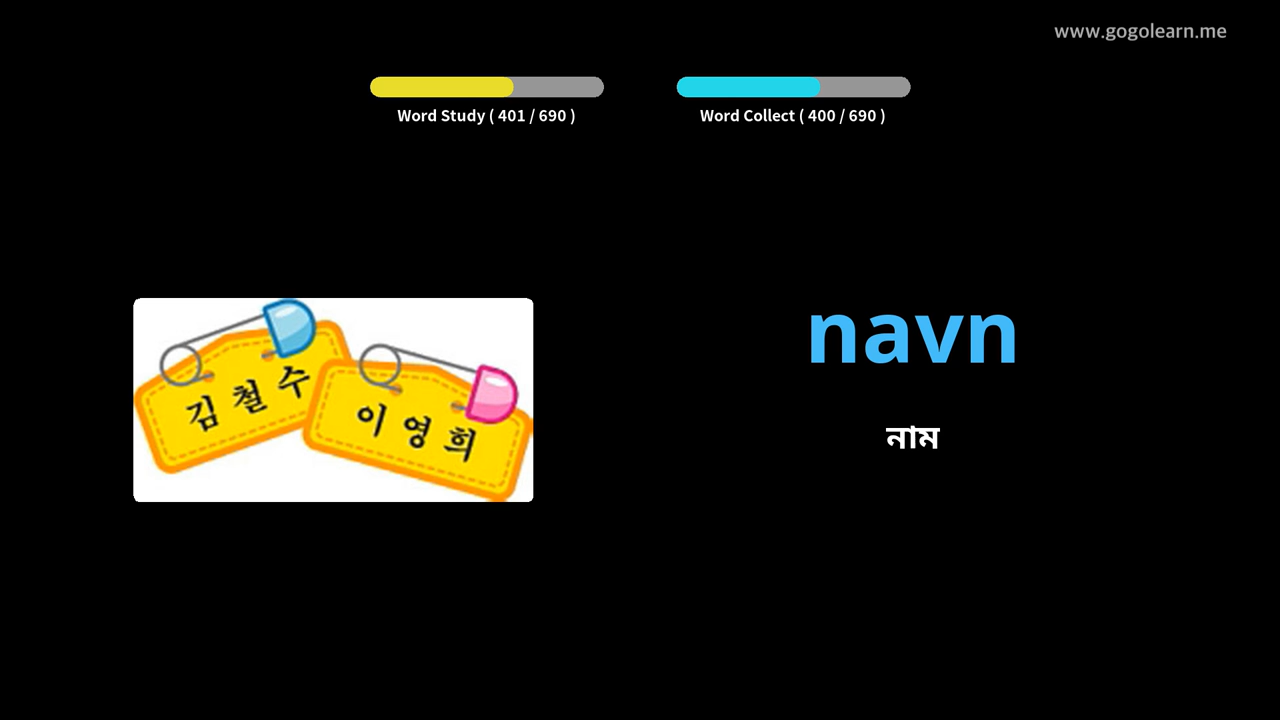 www.gogolearn.me
Word Study ( 401 / 690 )
Word Collect ( 400 / 690 )
김철수
이영희
navn
নাম